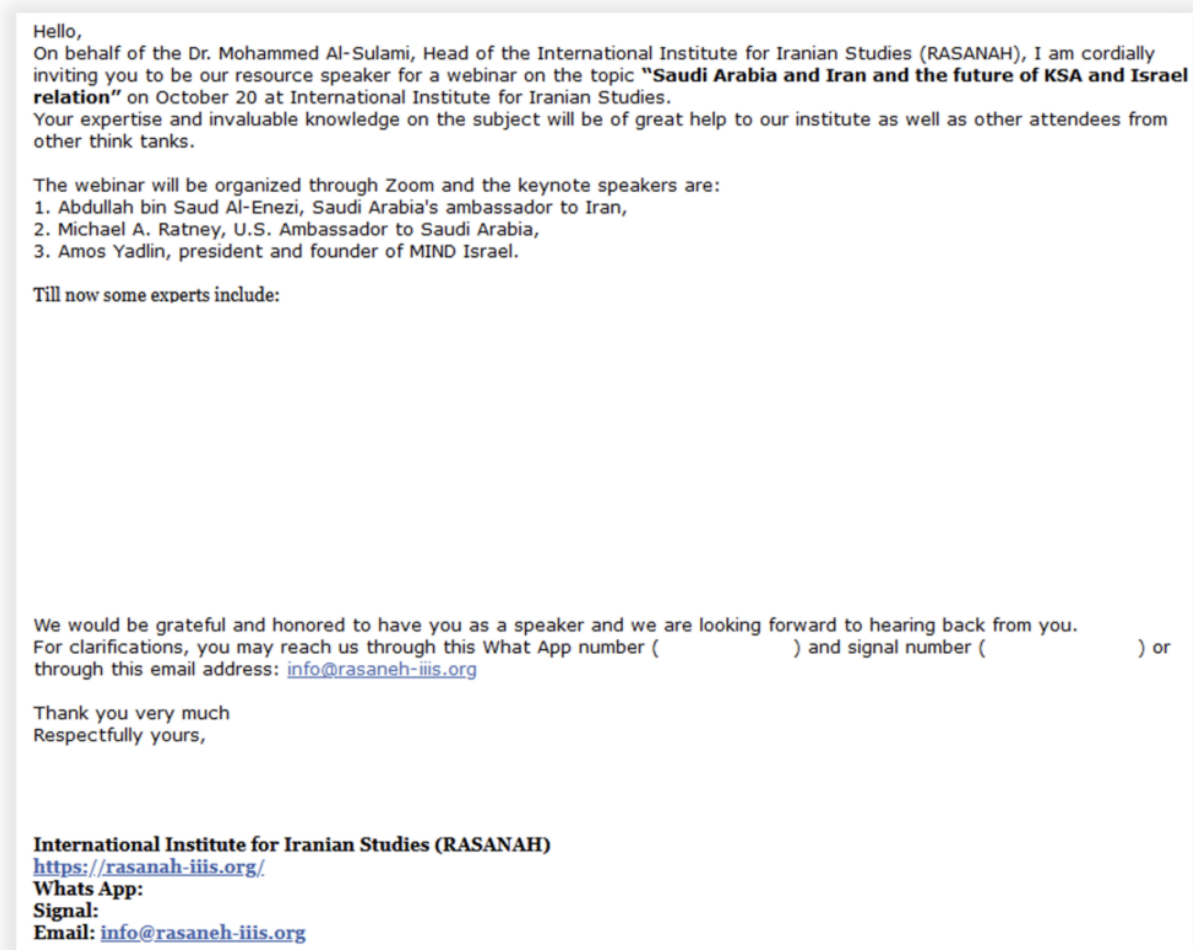 Hello,
On behalf of the Dr. Mohammed Al-Sulami, Head of the International Institute for Iranian Studies (RASANAH), I am cordially
inviting you to be our resource speaker for a webinar on the topic “Saudi Arabia and Iran and the future of KSA and Israel
relation” on October 20 at International Institute for Iranian Studies.
Your expertise and invaluable knowledge on the subject will be of great help to our institute as well as other attendees from
other think tanks.
The webinar will be organized through Zoom and the keynote speakers are:
1. Abdullah bin Saud Al-Enezi, Saudi Arabia's ambassador to Iran,
2. Michael A. Ratney, U.S. Ambassador to Saudi Arabia,
3. Amos Yadlin, president and founder of MIND Israel.
Till now some experts include:
We would be grateful and honored to have you as a speaker and we are looking forward to hearing back from you.
For clarifications, you may reach us through this What App number ( ) and signal number ( ) or
through this email address: info@rasaneh-iiis.org
Thank you very much
Respectfully yours,
International Institute for Iranian Studies (RASANAH)
https://rasanah-iiis.org/
Whats App:
Signal:
Email: info@rasaneh-iiis.org